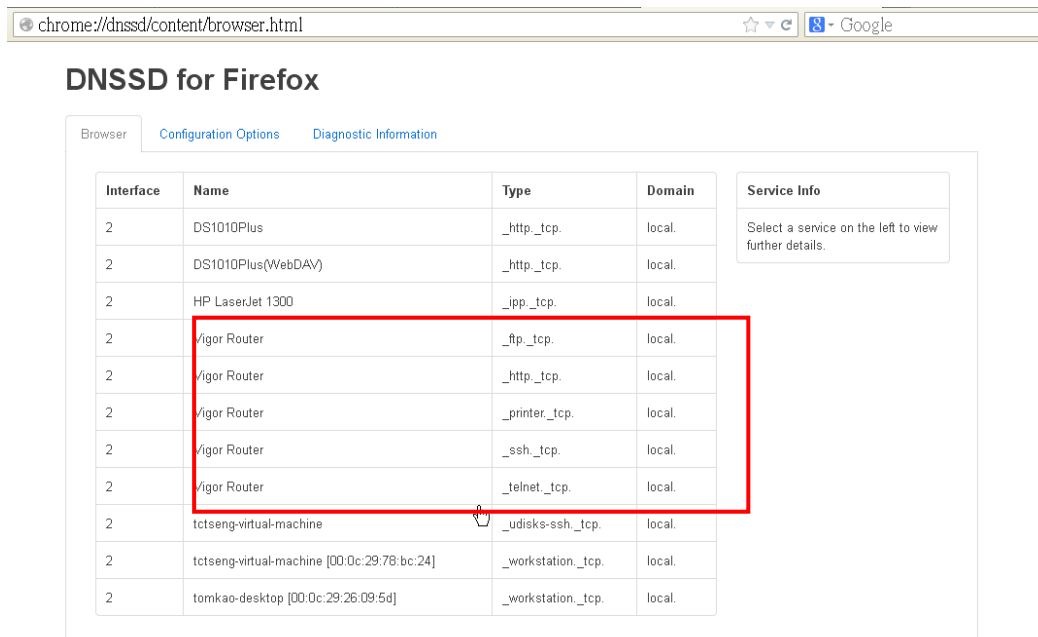 chrome://dnssd/content/browser.html
Google
DNSSD for Firefox
Browser Configuration Options Diagnostic Information
Interface Name Type Domain
2 DS1010Plus _http._tcp. local.
2 DS1010Plus(WebDAV) _http._tcp. local.
2 HP LaserJet 1300 _ipp._tcp. local.
2 Vigor Router _ftp._tcp. local.
2 Vigor Router _http._tcp. local.
2 Vigor Router _printer._tcp. local.
2 Vigor Router _ssh._tcp. local.
2 Vigor Router _telnet._tcp. local.
2 tctseng-virtual-machine _udisks-ssh._tcp. local.
2 tctseng-virtual-machine [00:0c:29:78:bc:24] _workstation._tcp. local.
2 tomkao-desktop [00:0c:29:26:09:5d] _workstation._tcp. local.
Service Info
Select a service on the left to view
further details.